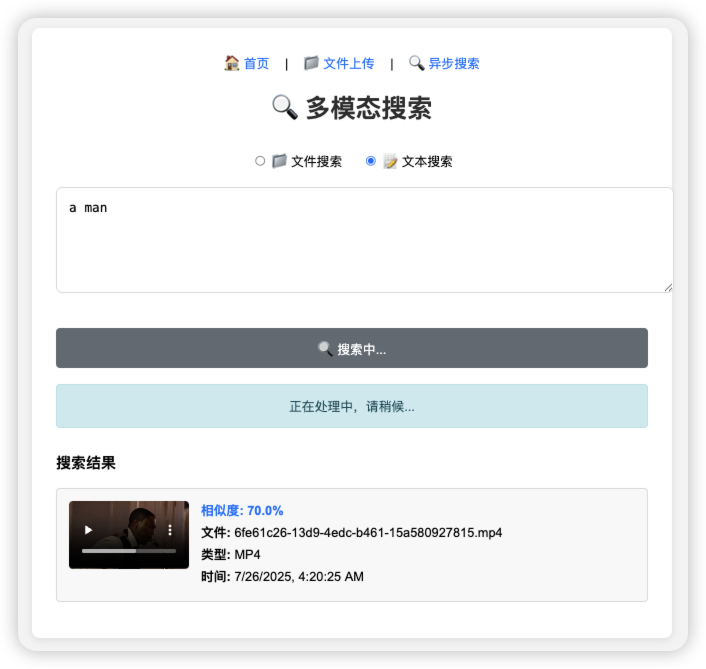 🏠 首页 | 📁 文件上传 | 🔍 异步搜索
🔍 多模态搜索
📁 文件搜索 📝 文本搜索
a man
🔍 搜索中...
正在处理中，请稍候...
搜索结果
相似度: 70.0%
文件: 6fe61c26-13d9-4edc-b461-15a580927815.mp4
类型: MP4
时间: 7/26/2025, 4:20:25 AM